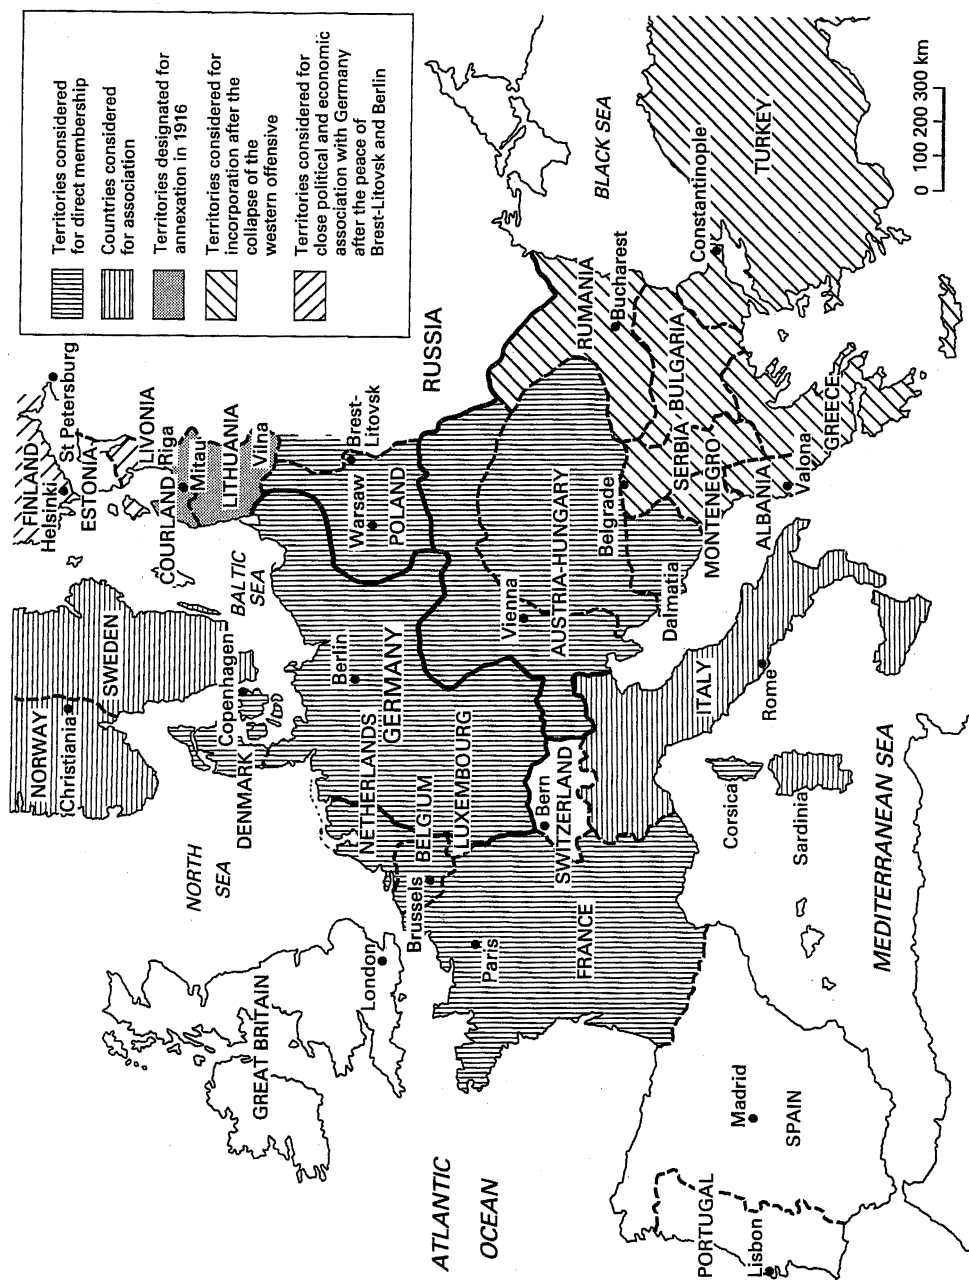 Territories considered
for direct membership
Countries considered
for association
Territories designated for
annexation in 1916
Territories considered for
incorporation after the
collapse of the
western offensive
Territories considered for
close political and economic
association with Germany
after the peace of
Brest-Litovsk and Berlin
NORWAY
Christiania
SWEDEN
FINLAND
Helsinki
St Petersburg
ESTONIA
LIVONIA
Riga
COURLAND
Mitau
LITHUANIA
Vilna
BALTIC
SEA
NORTH
SEA
DENMARK
Copenhagen
GREAT BRITAIN
London
NETHERLANDS
BELGIUM
Brussels
LUXEMBOURG
GERMANY
Berlin
Warsaw
POLAND
Brest-
Litovsk
RUSSIA
ATLANTIC
OCEAN
Paris
FRANCE
Bern
SWITZERLAND
Vienna
AUSTRIA-HUNGARY
Belgrade
Dalmatia
RUMANIA
Bucharest
BLACK SEA
SERBIA
BULGARIA
MONTENEGRO
ALBANIA
Valona
GREECE
Constantinople
TURKEY
ITALY
Rome
Corsica
Sardinia
MEDITERRANEAN SEA
Madrid
SPAIN
PORTUGAL
Lisbon
0 100 200 300 km